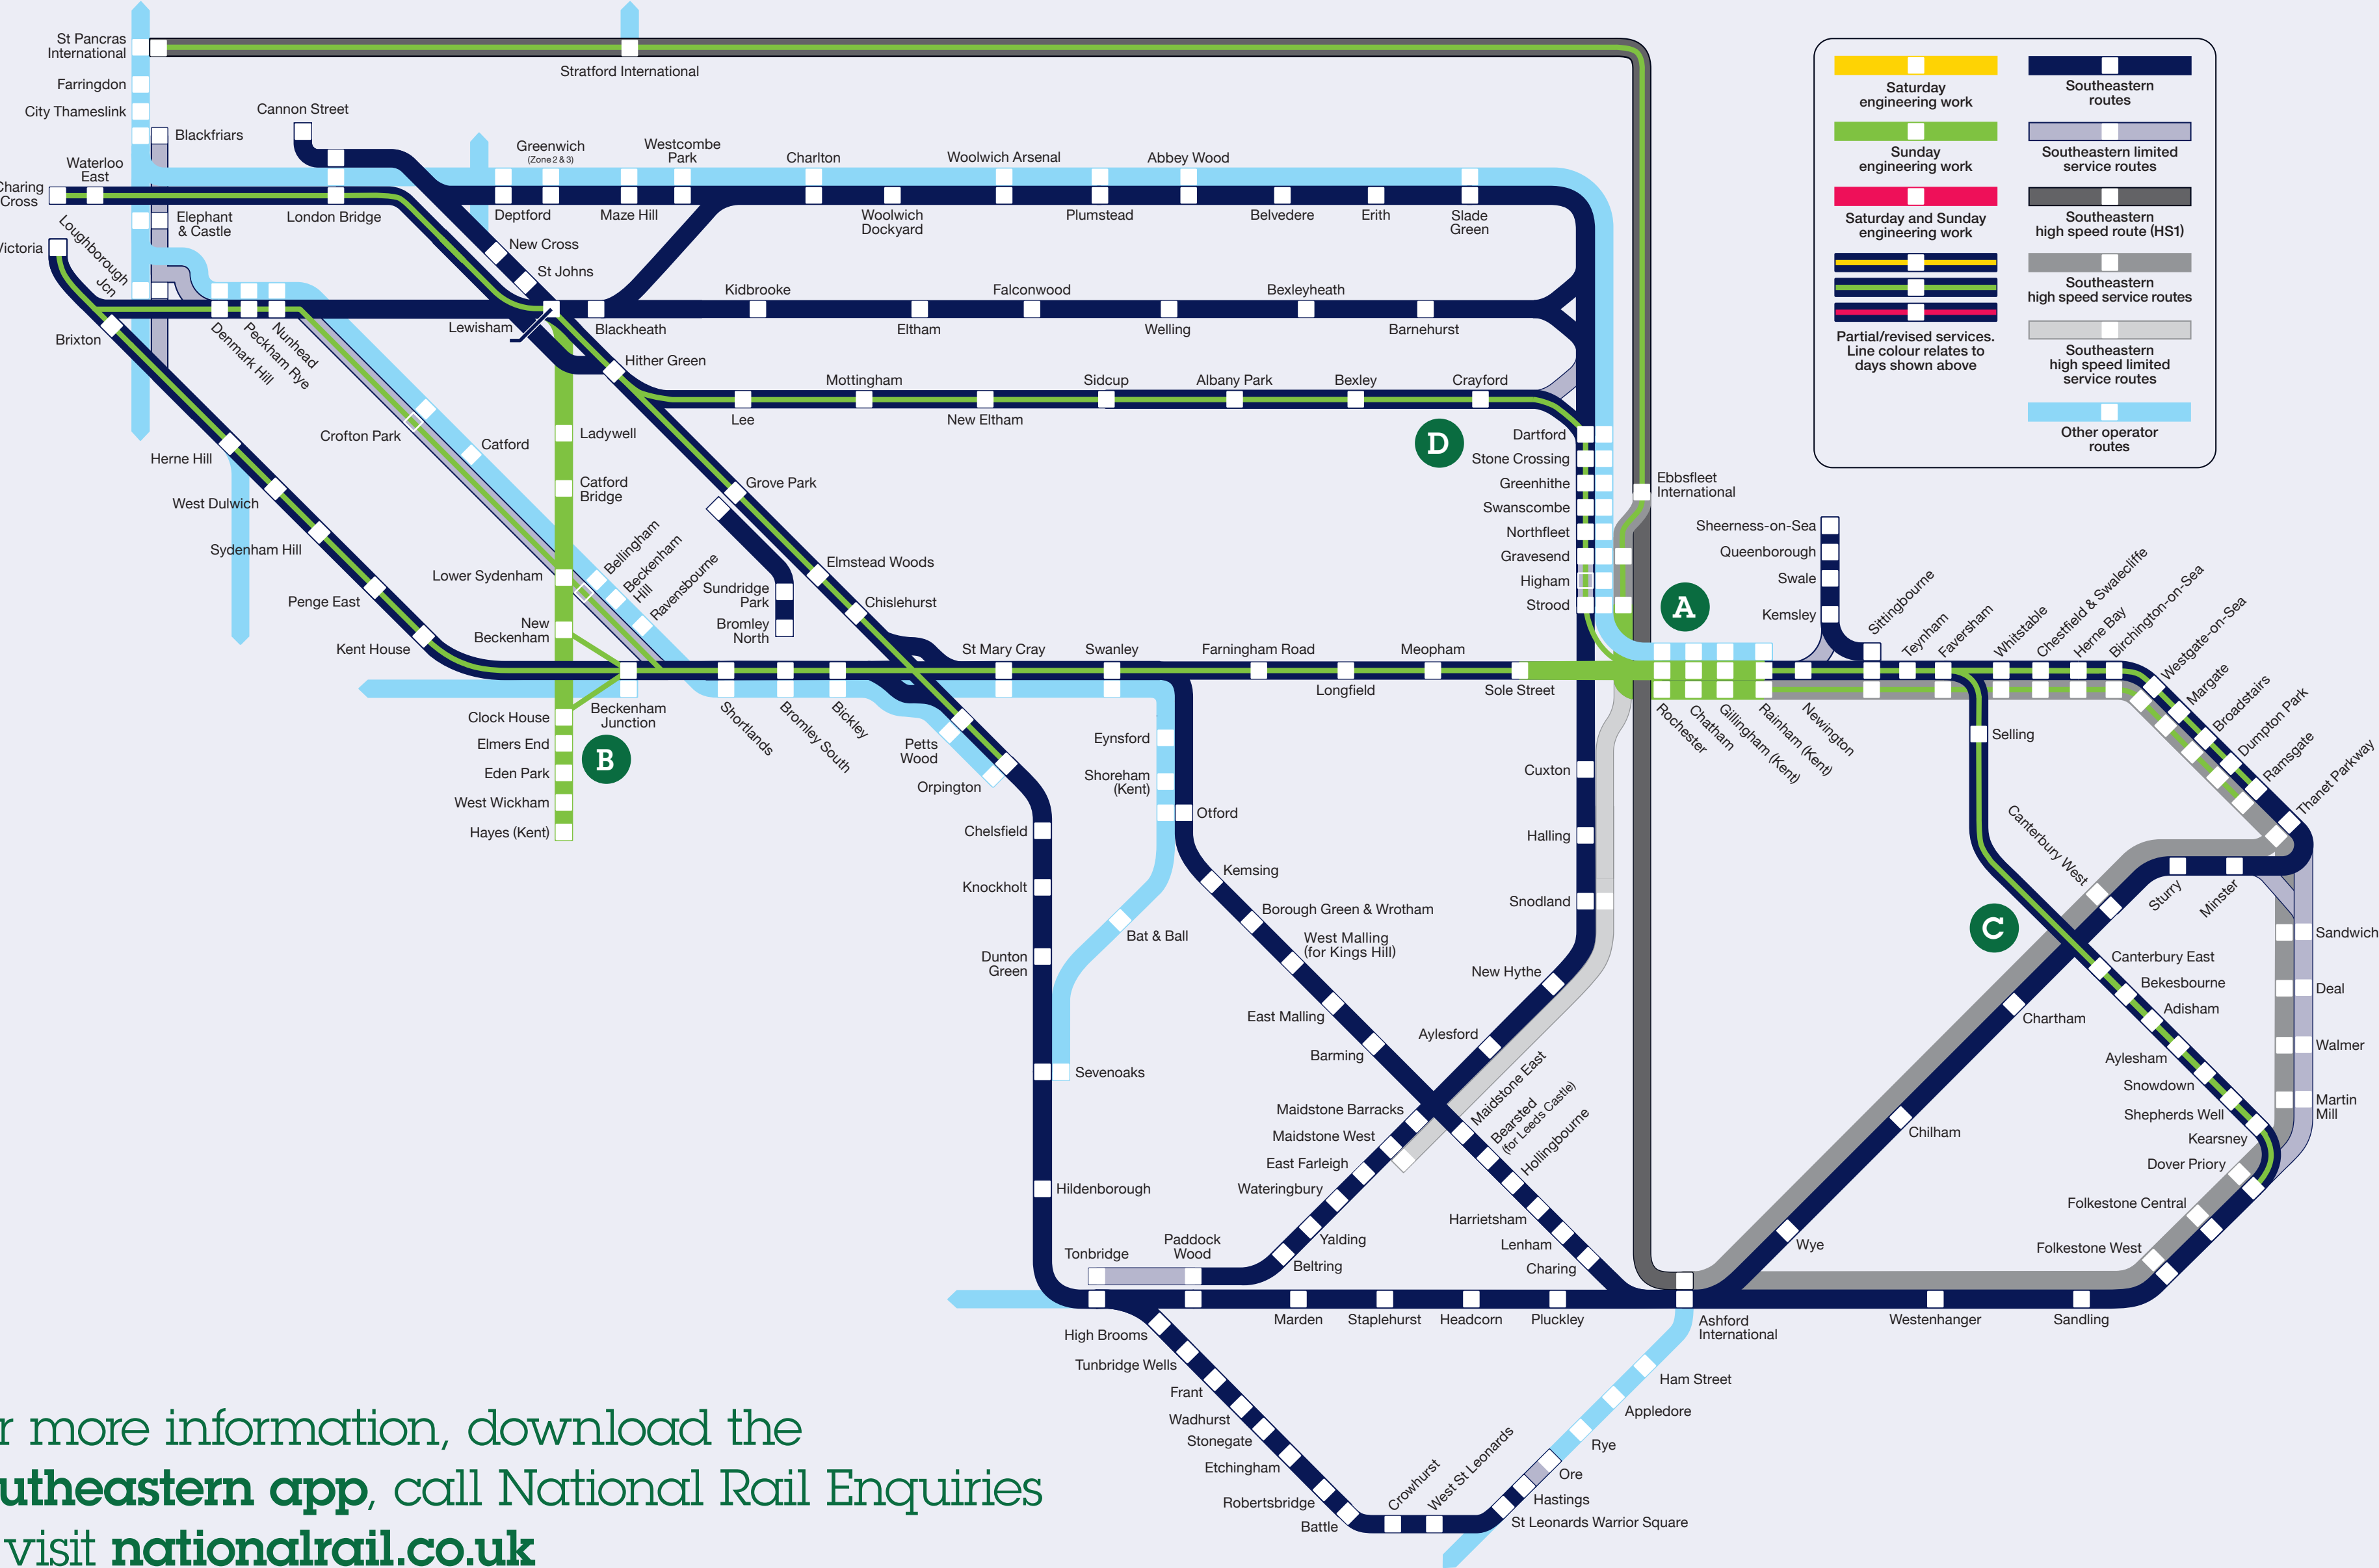 St Pancras
International
Farringdon
City Thameslink
Blackfriars
Cannon Street
Stratford International
Waterloo
East
Charing
Cross
Elephant
& Castle
London Bridge
Victoria
Loughborough
Jcn
Brixton
Denmark Hill
Peckham Rye
Nunhead
Greenwich
(Zone 2 & 3)
Westcombe
Park
Charlton
Woolwich Arsenal
Abbey Wood
Deptford
Maze Hill
Woolwich
Dockyard
Plumstead
Belvedere
Erith
Slade
Green
New Cross
St Johns
Lewisham
Blackheath
Kidbrooke
Eltham
Falconwood
Welling
Bexleyheath
Barnehurst
Hither Green
Lee
Mottingham
New Eltham
Sidcup
Albany Park
Bexley
Crayford
D
Dartford
Stone Crossing
Greenhithe
Swanscombe
Northfleet
Gravesend
Higham
Strood
Ebbsfleet
International
Saturday
engineering work
Sunday
engineering work
Saturday and Sunday
engineering work
Partial/revised services.
Line colour relates to
days shown above
Southeastern
routes
Southeastern limited
service routes
Southeastern
high speed route (HS1)
Southeastern
high speed service routes
Southeastern
high speed limited
service routes
Other operator
routes
Crofton Park
Catford
Ladywell
Catford
Bridge
Herne Hill
West Dulwich
Sydenham Hill
Penge East
Kent House
Lower Sydenham
Bellingham
Beckenham
Hill
Ravensbourne
New
Beckenham
Grove Park
Elmstead Woods
Chislehurst
Sundridge
Park
Bromley
North
Clock House
Elmers End
Eden Park
West Wickham
Hayes (Kent)
B
Beckenham
Junction
Shortlands
Bromley South
Bickley
Petts
Wood
Orpington
St Mary Cray
Swanley
Farningham Road
Longfield
Meopham
Sole Street
A
Rochester
Chatham
Gillingham (Kent)
Rainham (Kent)
Newington
Sheerness-on-Sea
Queenborough
Swale
Kemsley
Sittingbourne
Teynham
Faversham
Whitstable
Chestfield & Swalecliffe
Herne Bay
Birchington-on-Sea
Westgate-on-Sea
Margate
Broadstairs
Dumpton Park
Ramsgate
Thanet Parkway
Selling
Canterbury West
Sturry
Minster
C
Canterbury East
Bekesbourne
Adisham
Aylesham
Snowdown
Shepherds Well
Kearsney
Dover Priory
Folkestone Central
Folkestone West
Sandwich
Deal
Walmer
Martin
Mill
Chartham
Chilham
Wye
Eynsford
Shoreham
(Kent)
Otford
Bat & Ball
Kemsing
Borough Green & Wrotham
West Malling
(for Kings Hill)
East Malling
Barming
Maidstone East
Bearsted
(for Leeds Castle)
Hollingbourne
Harrietsham
Lenham
Charing
Cuxton
Halling
Snodland
New Hythe
Aylesford
Maidstone Barracks
Maidstone West
East Farleigh
Wateringbury
Yalding
Beltring
Chelsfield
Knockholt
Dunton
Green
Sevenoaks
Hildenborough
Tonbridge
Paddock
Wood
Marden
Staplehurst
Headcorn
Pluckley
Ashford
International
Westenhanger
Sandling
High Brooms
Tunbridge Wells
Frant
Wadhurst
Stonegate
Etchingham
Robertsbridge
Battle
Crowhurst
West St Leonards
St Leonards Warrior Square
Hastings
Ore
Rye
Appledore
Ham Street
r more information, download the
utheastern app, call National Rail Enquiries
visit nationalrail.co.uk